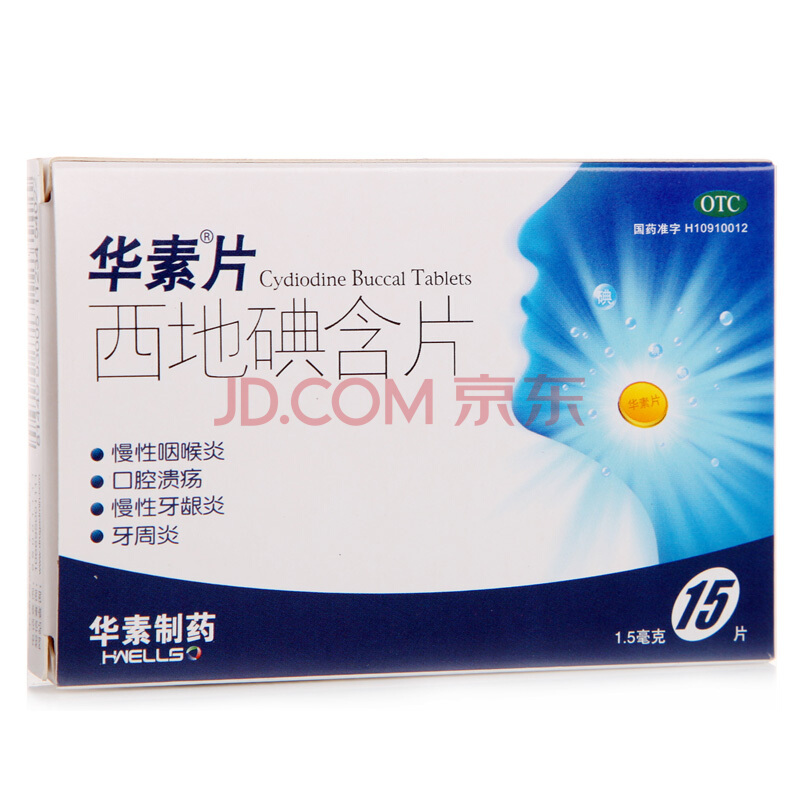 OTC
国药准字 H10910012
华素®片
Cydiodine Buccal Tablets
西地碘含片
碘
华素片
JD.COM 京东
慢性咽喉炎
口腔溃疡
慢性牙龈炎
牙周炎
华素制药
HWELLSO
1.5毫克 15 片